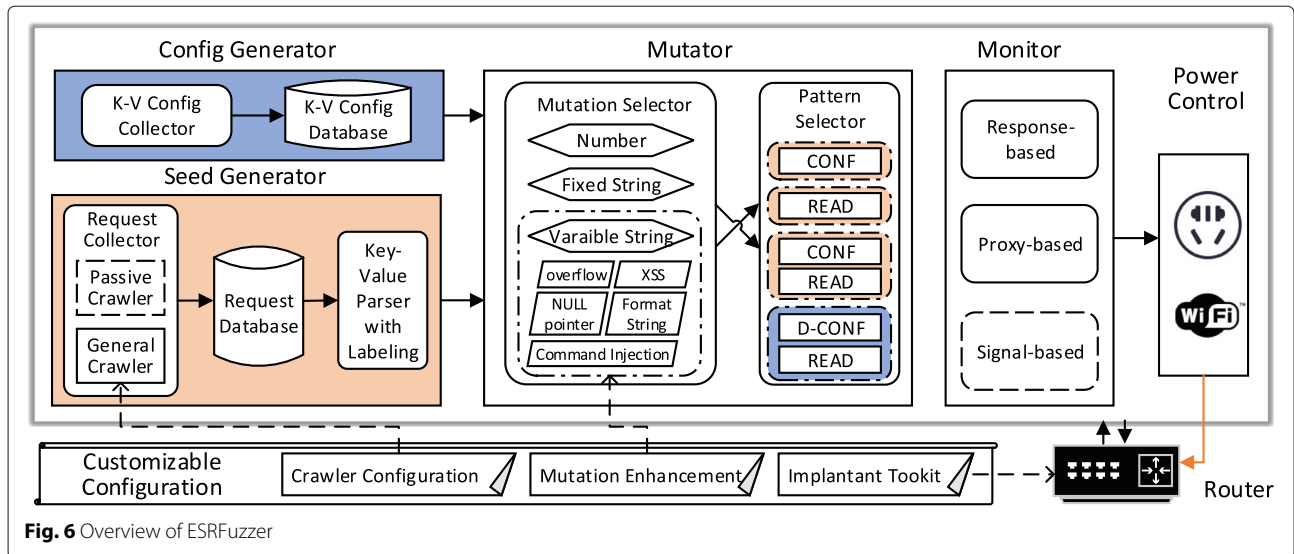 Config Generator
K-V Config
Collector
K-V Config
Database
Seed Generator
Request
Collector
Passive
Crawler
General
Crawler
Request
Database
Key-
Value
Parser
with
Labeling
Mutator
Mutation Selector
Number
Fixed String
Varaible String
overflow
XSS
NULL
pointer
Format
String
Command Injection
Pattern
Selector
CONF
READ
CONF
READ
D-CONF
READ
Monitor
Response-
based
Proxy-based
Signal-based
Power
Control
WiFi™
Customizable
Configuration
Crawler Configuration
Mutation Enhancement
Implantant Tookit
Router
Fig. 6 Overview of ESRFuzzer